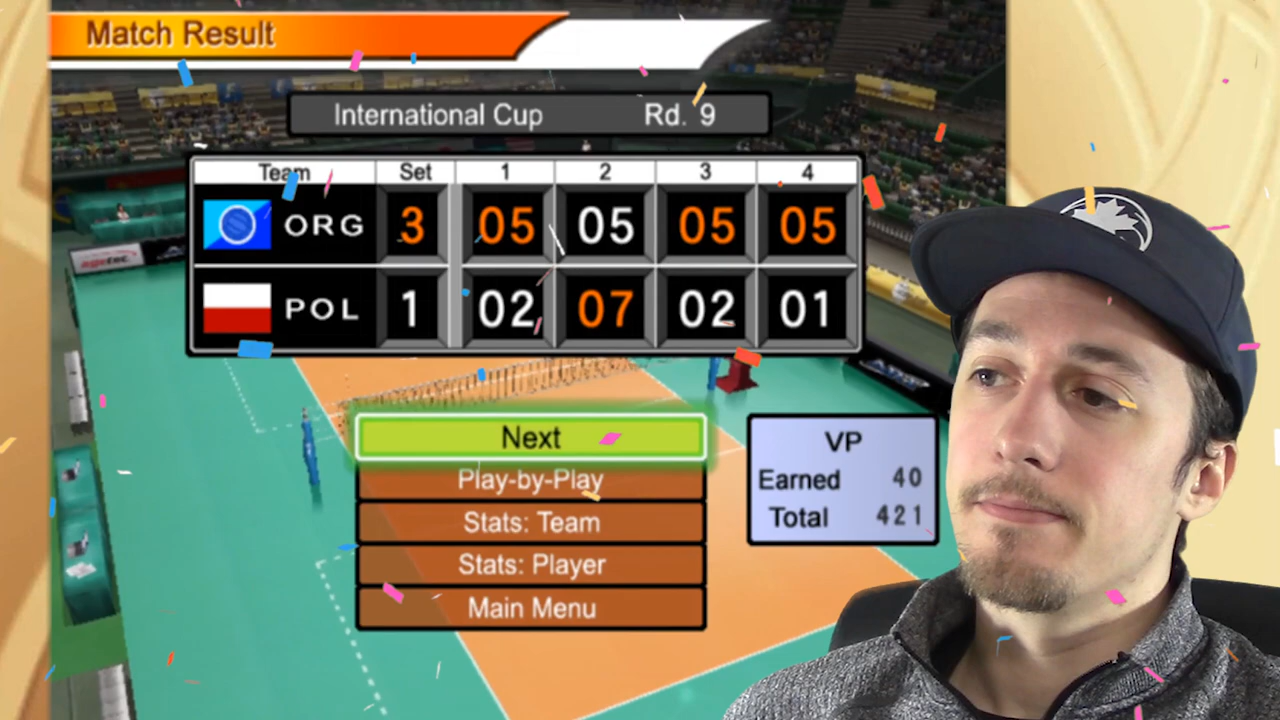 Match Result
International Cup Rd. 9
Team Set 1 2 3 4
ORG 3 05 05 05 05
POL 1 02 07 02 01
Next
Play-by-Play
Stats: Team
Stats: Player
Main Menu
VP
Earned 40
Total 421
agetec.